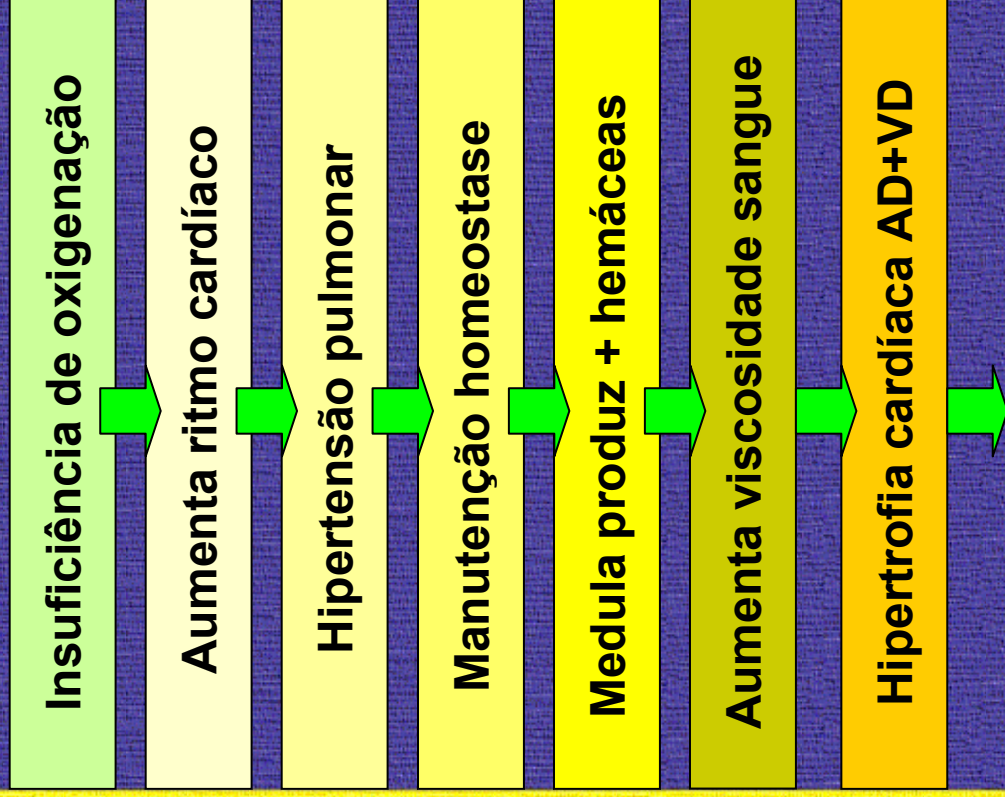 Insuficiência de oxigenação
Aumenta ritmo cardíaco
Hipertensão pulmonar
Manutenção homeostase
Medula produz + hemáceas
Aumenta viscosidade sangue
Hipertrofia cardíaca AD+VD